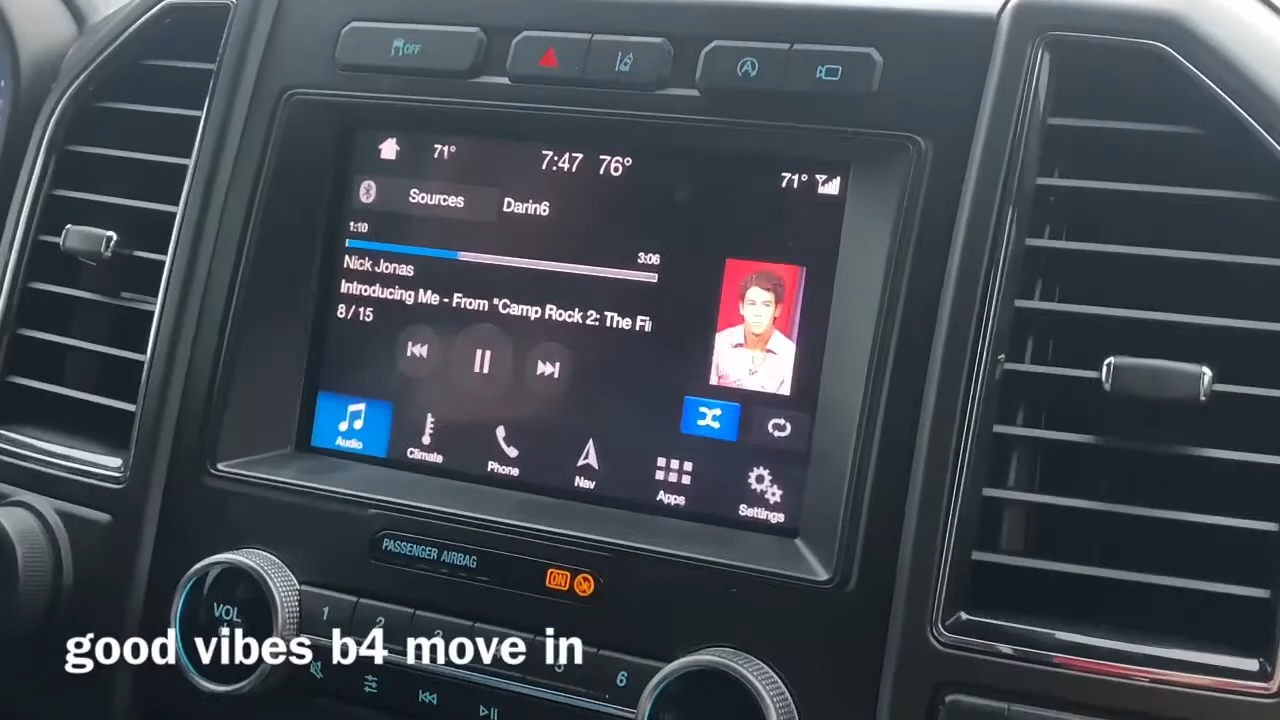 OFF
71° 7:47 76° 71°
Sources Darin6
1:10 3:06
Nick Jonas
Introducing Me - From "Camp Rock 2: The Fi
8 / 15
Audio Climate Phone Nav Apps Settings
PASSENGER AIRBAG
ON
VOL 1 2 3 5 6
good vibes b4 move in